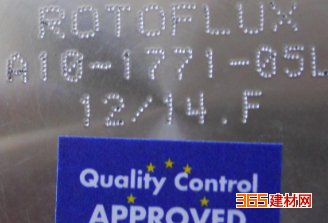 ROTOFLUX
A10-1771-05L
12/14.F
Quality Control
APPROVED
365建材网